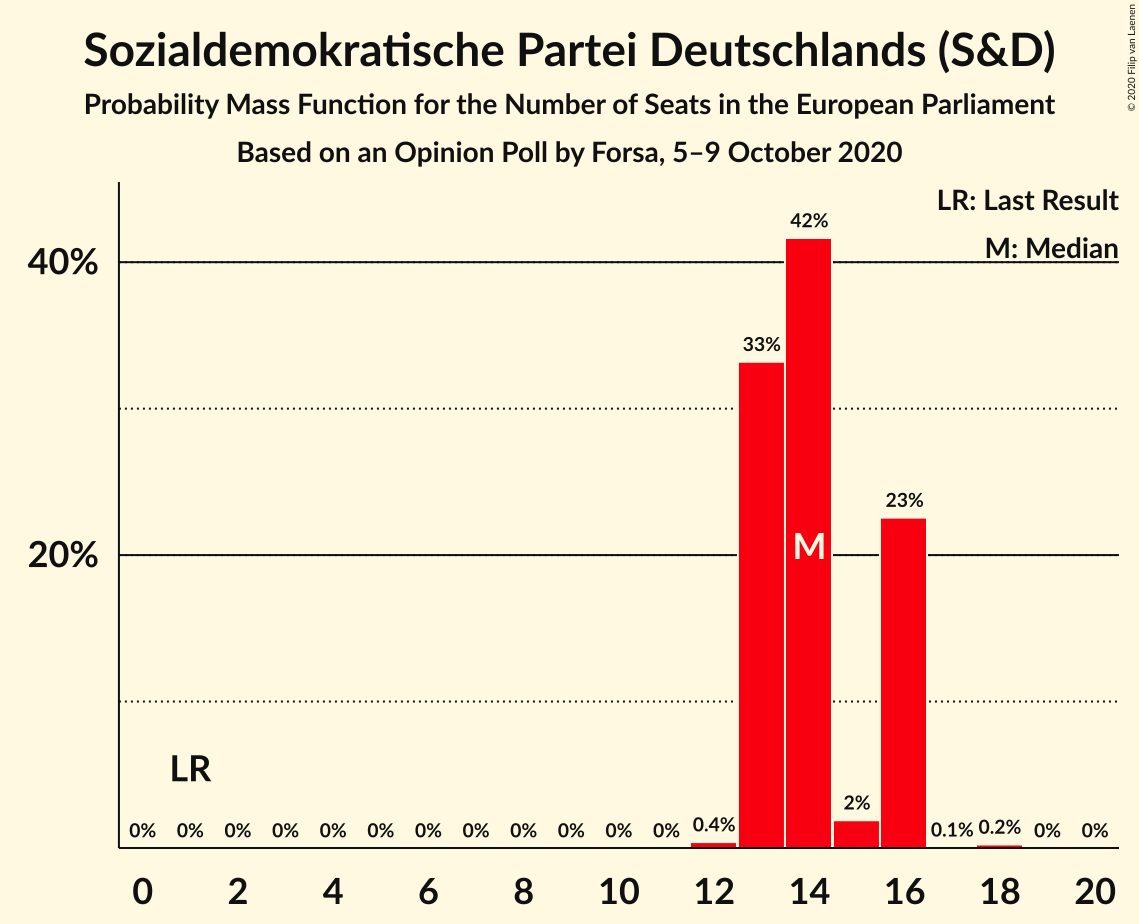 Sozialdemokratische Partei Deutschlands (S&D)
Probability Mass Function for the Number of Seats in the European Parliament
Based on an Opinion Poll by Forsa, 5–9 October 2020
© 2020 Filip van Laenen
LR: Last Result
M: Median
40%
20%
42%
33%
23%
M
LR
0% 0% 0% 0% 0% 0% 0% 0% 0% 0% 0% 0% 0.4% 2% 0.1% 0.2% 0% 0%
0 2 4 6 8 10 12 14 16 18 20